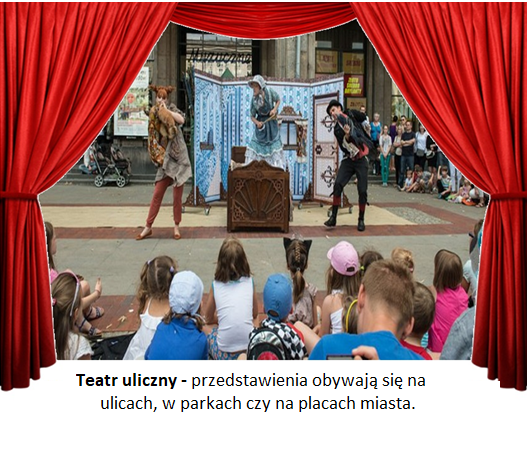 Teatr uliczny - przedstawienia obywają się na
ulicach, w parkach czy na placach miasta.